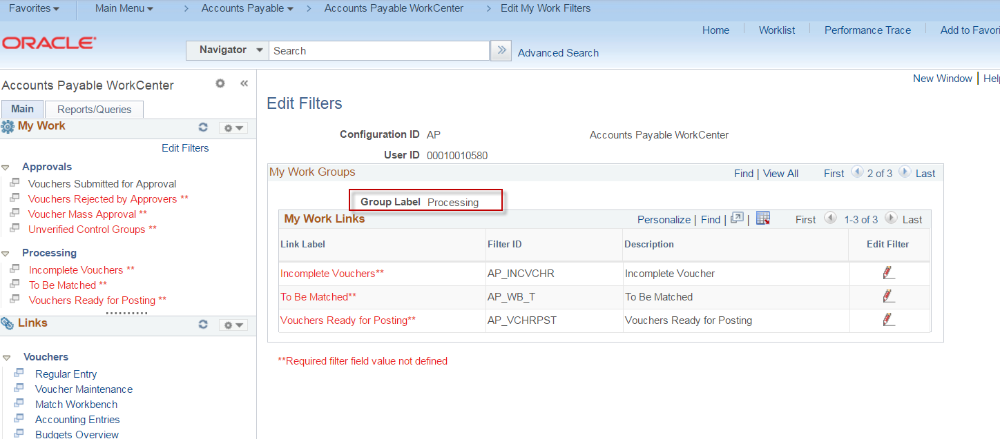 Favorites Main Menu > Accounts Payable > Accounts Payable WorkCenter > Edit My Work Filters
Home Worklist Performance Trace Add to Favori
ORACLE
Navigator Search Advanced Search
New Window | Help
Accounts Payable WorkCenter
Main Reports/Queries
My Work
Edit Filters
Approvals
Vouchers Submitted for Approval
Vouchers Rejected by Approvers **
Voucher Mass Approval **
Unverified Control Groups **
Processing
Incomplete Vouchers **
To Be Matched **
Vouchers Ready for Posting **
Links
Vouchers
Regular Entry
Voucher Maintenance
Match Workbench
Accounting Entries
Budgets Overview
Edit Filters
Configuration ID AP Accounts Payable WorkCenter
User ID 00010010580
My Work Groups Find | View All First 2 of 3 Last
Group Label Processing
My Work Links Personalize | Find | | First 1-3 of 3 Last
Link Label Filter ID Description Edit Filter
Incomplete Vouchers** AP_INCVCHR Incomplete Voucher
To Be Matched** AP_WB_T To Be Matched
Vouchers Ready for Posting** AP_VCHRPST Vouchers Ready for Posting
**Required filter field value not defined